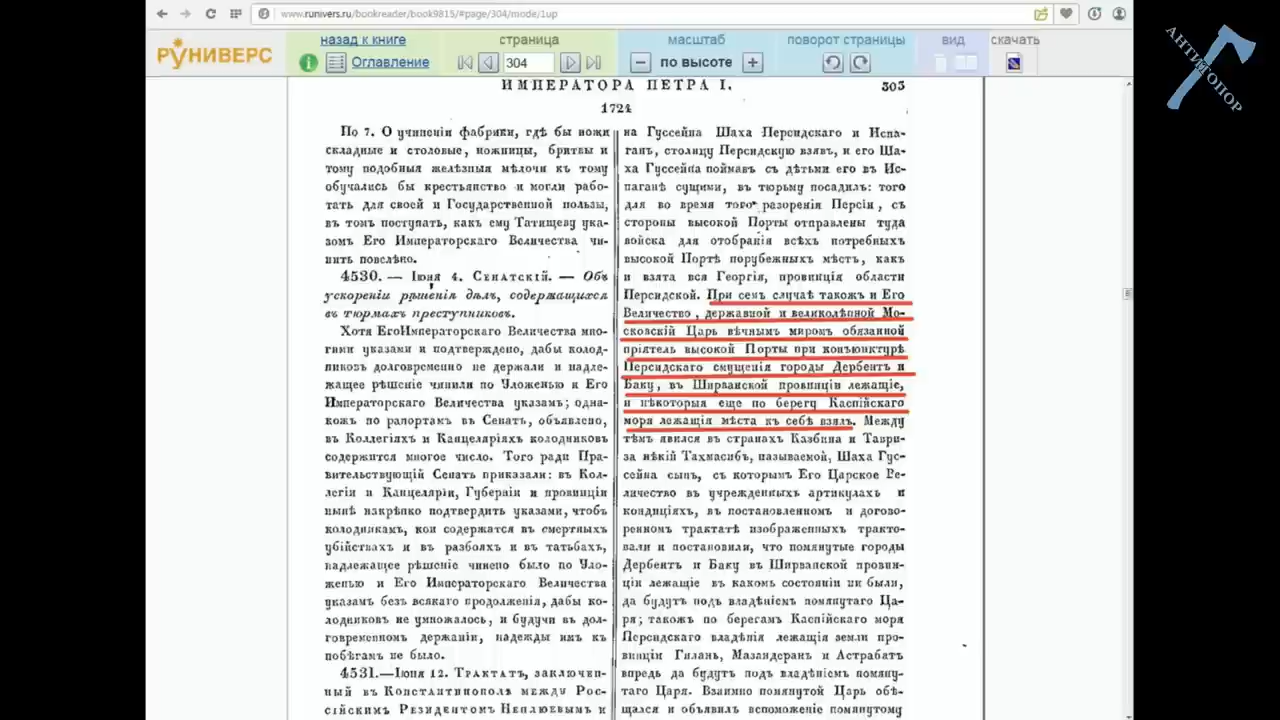 www.runivers.ru/bookreader/book9815/#page/304/mode/1up
РУНИВЕРС
назад к книге
Оглавление
страница
304
масштаб
по высоте
поворот страницы
вид
скачать
АНТИТОПОР
ИМПЕРАТОРА ПЕТРА I.
303
1724
По 7. О учиненіи фабрики, гдѣ бы ножи
складные и столовые, ножницы, бритвы и
тому подобныя желѣзныя мѣлочи къ тому
обучались бы крестьянство и могли рабо-
тать для своей и Государственной пользы,
въ томъ поступать, какъ ему Татищеву ука-
зомъ Его Императорскаго Величества чи-
нить повелѣно.
4530. — Іюня 4. Сенатскій. — Объ
ускореніи рѣшенія дѣлъ, содержащихся
въ тюрмахъ преступниковъ.
Хотя ЕгоИмператорскаго Величества мно-
гими указами и подтверждено, дабы колод-
никовъ долговременно не держали и надле-
жащее рѣшеніе чинили по Уложенью и Его
Императорскаго Величества указамъ; одна-
кожъ по рапортамъ въ Сенатъ, объявлено,
въ Коллегіяхъ и Канцеляріяхъ колодниковъ
содержится многое число. Того ради Пра-
вительствующій Сенатъ приказали: въ Кол-
легіи и Канцеляріи, Губерніи и провинціи
нынѣ накрѣпко подтвердить указами, чтобъ
колодникамъ, кои содержатся въ смертныхъ
убійствахъ и въ разбояхъ и въ татьбахъ,
надлежащее рѣшеніе чинено было по Уло-
женью и Его Императорскаго Величества
указамъ безъ всякаго продолженія, дабы ко-
лодниковъ не умножалось, и будучи въ дол-
говременномъ держаніи, надежды имъ къ
побѣгамъ не было.
4531.—Іюня 12. Трактатъ, заключен-
ный въ Константинополѣ между Рос-
сійскимъ Резидентомъ Неплюевымъ и
на Гуссейна Шаха Персидскаго и Испа-
гань, столицу Персидскую взявъ, и его Ша-
ха Гуссейна поймавъ съ дѣтьми его въ Ис-
паганѣ сущими, въ тюрьму посадилъ: того
для во время того разоренія Персіи, съ
стороны высокой Порты отправлены туда
войска для отобранія всѣхъ потребныхъ
высокой Портѣ порубежныхъ мѣстъ, какъ
и взята вся Георгія, провинція области
Персидской. При семъ случаѣ такожъ и Его
Величество, державной и великолѣпной Мо-
сковскій Царь вѣчнымъ миромъ обязанной
пріятель высокой Порты при конъюнктурѣ
Персидскаго смущенія городы Дербентъ и
Баку, въ Ширванской провинціи лежащіе,
и нѣкоторыя еще по берегу Каспійскаго
моря лежащія мѣста къ себѣ взялъ. Между
тѣмъ явился въ странахъ Казбина и Таври-
за нѣкій Тахмасибъ, называемой, Шаха Гус-
сейна сынъ, съ которымъ Его Царское Ве-
личество въ учрежденныхъ артикулахъ и
кондиціяхъ, въ постановленномъ и догово-
ренномъ трактатѣ изображенныхъ тракто-
вали и постановили, что помянутые городы
Дербентъ и Баку въ Ширванской провин-
ціи лежащіе въ какомъ состояніи ни были,
да будутъ подъ владѣніемъ помянутаго Ца-
ря; такожъ по берегамъ Каспійскаго моря
Персидскаго владѣнія лежащія земли про-
винціи Гилань, Мазандеранъ и Астрабатъ
впредь да будутъ подъ владѣніемъ помяну-
таго Царя. Взаимно помянутой Царь обѣ-
щался и объявилъ вспоможеніе помянутому